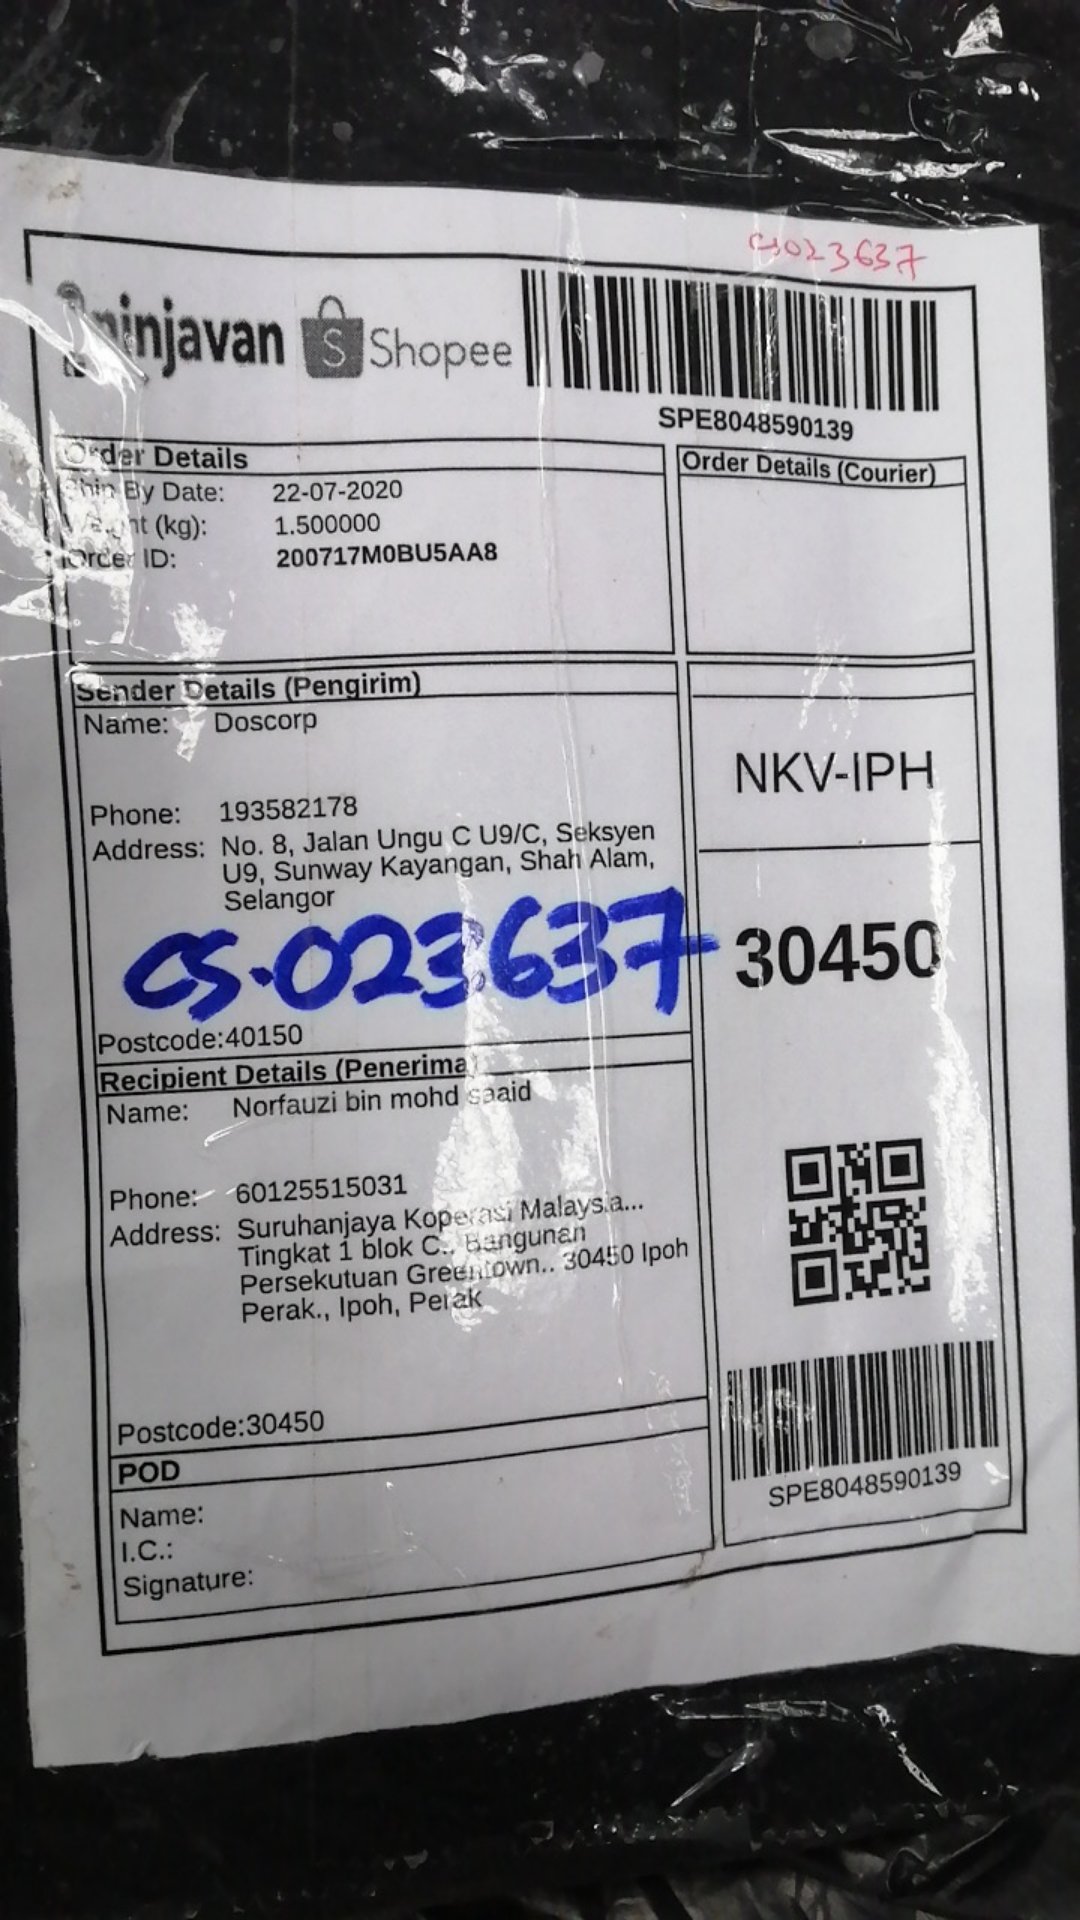 cs023637
ninjavan Shopee
SPE8048590139
Order Details
Order Details (Courier)
Ship By Date: 22-07-2020
Weight (kg): 1.500000
Order ID: 200717M0BU5AA8
Sender Details (Pengirim)
Name: Doscorp
NKV-IPH
Phone: 193582178
Address: No. 8, Jalan Ungu C U9/C, Seksyen
U9, Sunway Kayangan, Shah Alam,
Selangor
cs.023637
30450
Postcode:40150
Recipient Details (Penerima)
Name: Norfauzi bin mohd saaid
Phone: 60125515031
Address: Suruhanjaya Koperasi Malaysia...
Tingkat 1 blok C.. Bangunan
Persekutuan Greentown.. 30450 Ipoh
Perak., Ipoh, Perak
Postcode:30450
SPE8048590139
POD
Name:
I.C.:
Signature: